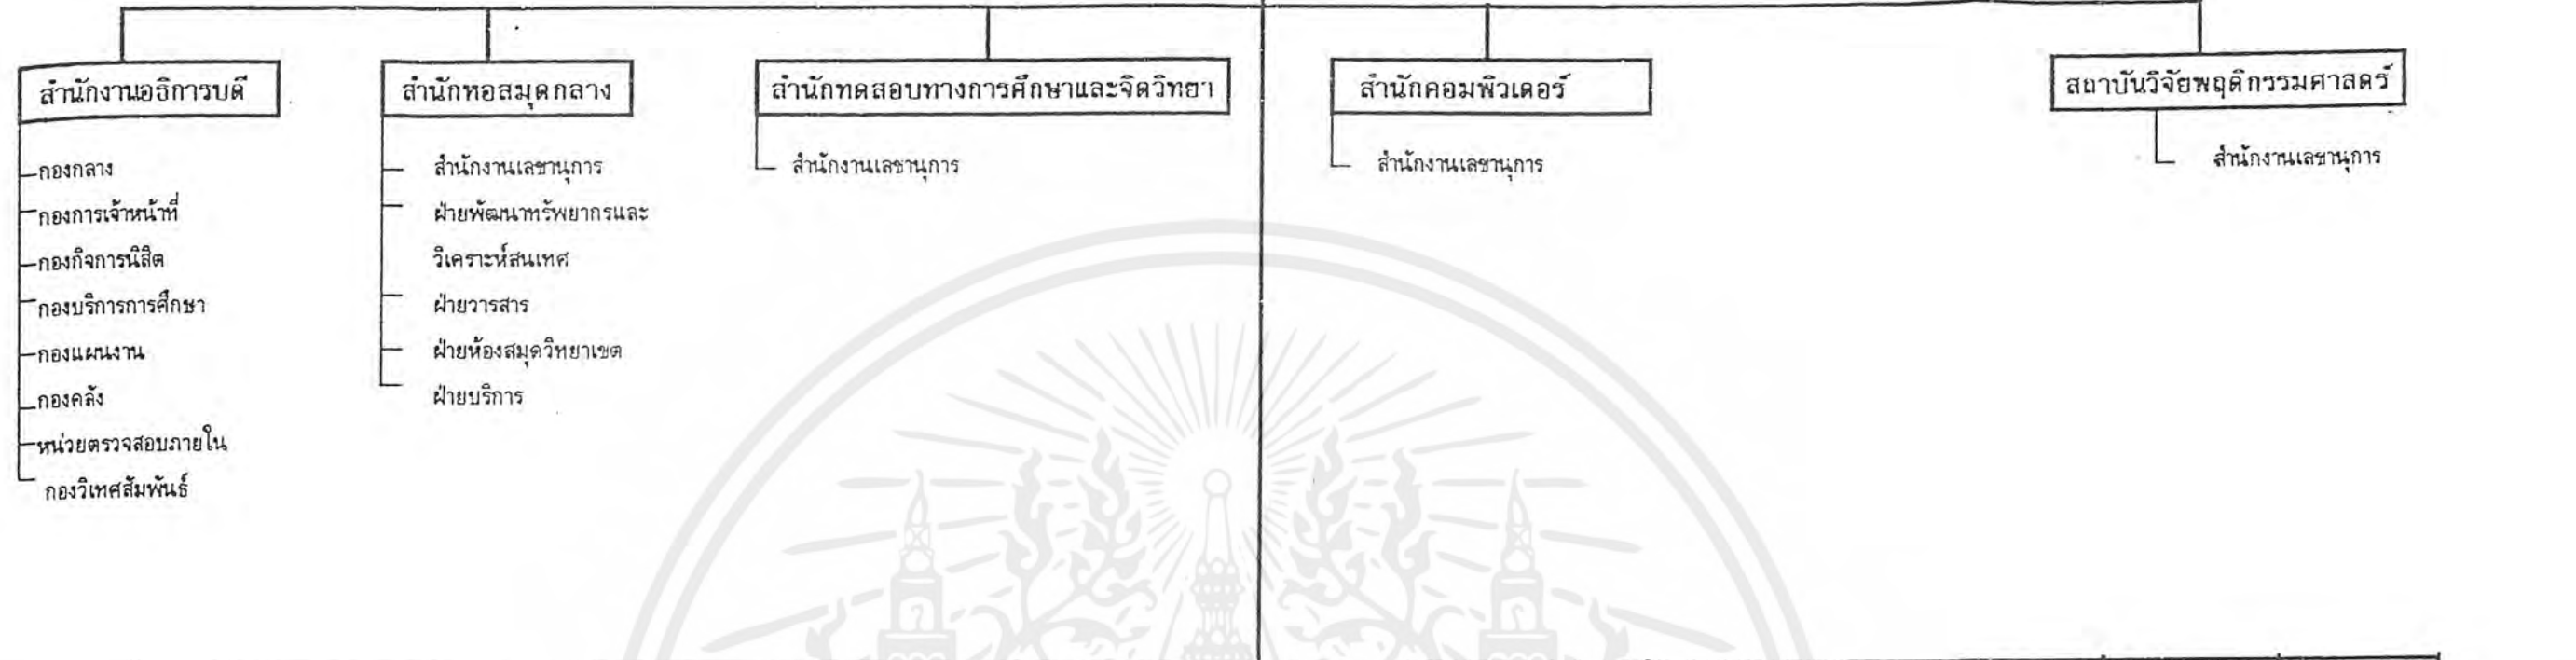 สำนักงานอธิการบดี
กองกลาง
กองการเจ้าหน้าที่
กองกิจการนิสิต
กองบริการการศึกษา
กองแผนงาน
กองคลัง
หน่วยตรวจสอบภายใน
กองวิเทศสัมพันธ์
สำนักหอสมุดกลาง
สำนักงานเลขานุการ
ฝ่ายพัฒนาทรัพยากรและ
วิเคราะห์สนเทศ
ฝ่ายวารสาร
ฝ่ายห้องสมุดวิทยาเขต
ฝ่ายบริการ
สำนักทดสอบทางการศึกษาและจิตวิทยา
สำนักงานเลขานุการ
สำนักคอมพิวเตอร์
สำนักงานเลขานุการ
สถาบันวิจัยพฤติกรรมศาสตร์
สำนักงานเลขานุการ